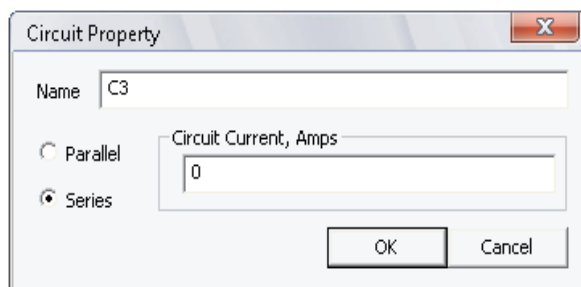 Circuit Property
Name C3
Circuit Current, Amps
Parallel
0
Series
OK Cancel